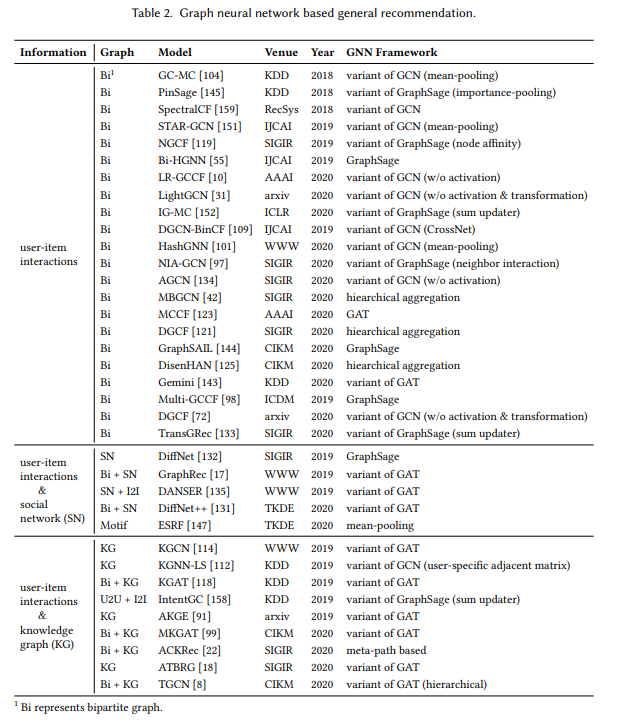 Table 2. Graph neural network based general recommendation.
Information Graph Model Venue Year GNN Framework
user-item
interactions
Bi1 GC-MC [104] KDD 2018 variant of GCN (mean-pooling)
Bi PinSage [145] KDD 2018 variant of GraphSage (importance-pooling)
Bi SpectralCF [159] RecSys 2018 variant of GCN
Bi STAR-GCN [151] IJCAI 2019 variant of GCN (mean-pooling)
Bi NGCF [119] SIGIR 2019 variant of GraphSage (node affinity)
Bi Bi-HGNN [55] IJCAI 2019 GraphSage
Bi LR-GCCF [10] AAAI 2020 variant of GCN (w/o activation)
Bi LightGCN [31] arxiv 2020 variant of GCN (w/o activation & transformation)
Bi IG-MC [152] ICLR 2020 variant of GraphSage (sum updater)
Bi DGCN-BinCF [109] IJCAI 2019 variant of GCN (CrossNet)
Bi HashGNN [101] WWW 2020 variant of GCN (mean-pooling)
Bi NIA-GCN [97] SIGIR 2020 variant of GraphSage (neighbor interaction)
Bi AGCN [134] SIGIR 2020 variant of GCN (w/o activation)
Bi MBGCN [42] SIGIR 2020 hiearchical aggregation
Bi MCCF [123] AAAI 2020 GAT
Bi DGCF [121] SIGIR 2020 hiearchical aggregation
Bi GraphSAIL [144] CIKM 2020 GraphSage
Bi DisenHAN [125] CIKM 2020 hiearchical aggregation
Bi Gemini [143] KDD 2020 variant of GAT
Bi Multi-GCCF [98] ICDM 2019 GraphSage
Bi DGCF [72] arxiv 2020 variant of GCN (w/o activation & transformation)
Bi TransGRec [133] SIGIR 2020 variant of GraphSage (sum updater)
user-item
interactions
&
social
network (SN)
SN DiffNet [132] SIGIR 2019 GraphSage
Bi + SN GraphRec [17] WWW 2019 variant of GAT
SN + I2I DANSER [135] WWW 2019 variant of GAT
Bi + SN DiffNet++ [131] TKDE 2020 variant of GAT
Motif ESRF [147] TKDE 2020 mean-pooling
user-item
interactions
&
knowledge
graph (KG)
KG KGCN [114] WWW 2019 variant of GAT
KG KGNN-LS [112] KDD 2019 variant of GCN (user-specific adjacent matrix)
Bi + KG KGAT [118] KDD 2019 variant of GAT
U2U + I2I IntentGC [158] KDD 2019 variant of GraphSage (sum updater)
KG AKGE [91] arxiv 2019 variant of GAT
Bi + KG MKGAT [99] CIKM 2020 variant of GAT
Bi + KG ACKRec [22] SIGIR 2020 meta-path based
KG ATBRG [18] SIGIR 2020 variant of GAT
Bi + KG TGCN [8] CIKM 2020 variant of GAT (hierarchical)
1 Bi represents bipartite graph.